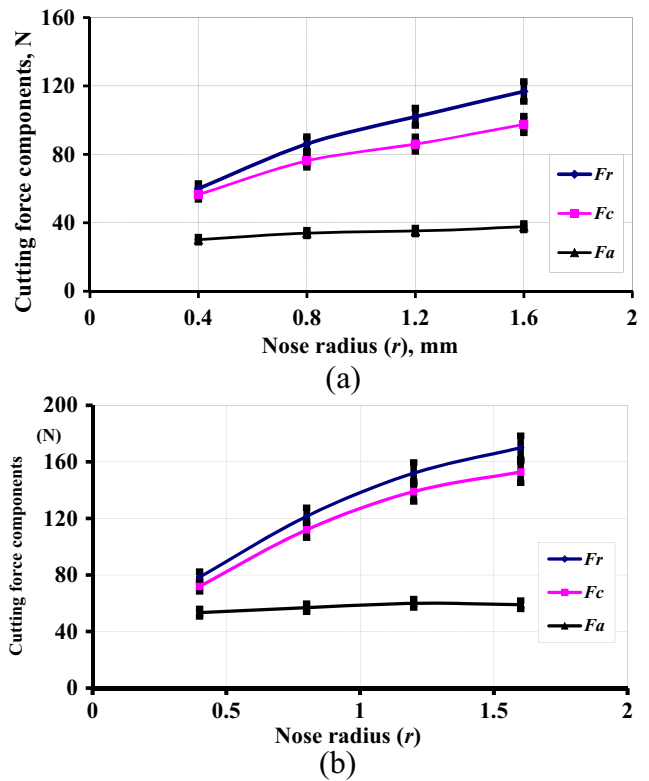 Cutting force components, N
160
120
80
40
0
0
0.4
0.8
1.2
1.6
2
Fr
Fc
Fa
Nose radius (r), mm
(a)
Cutting force components
(N)
200
160
120
80
40
0
0
0.5
1
1.5
2
Fr
Fc
Fa
Nose radius (r)
(b)